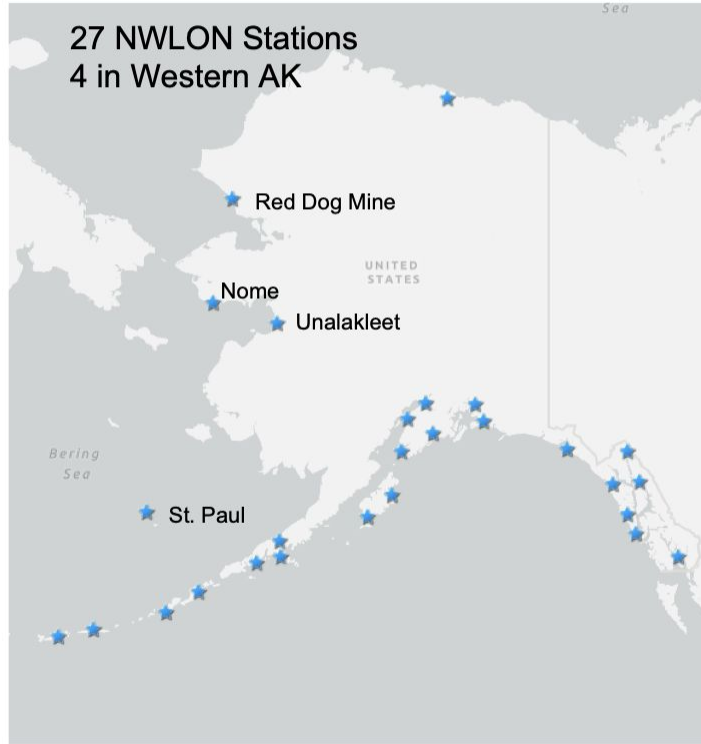 Sea
27 NWLON Stations
4 in Western AK
Red Dog Mine
UNITED
STATES
Nome
Unalakleet
Bering
Sea
St. Paul